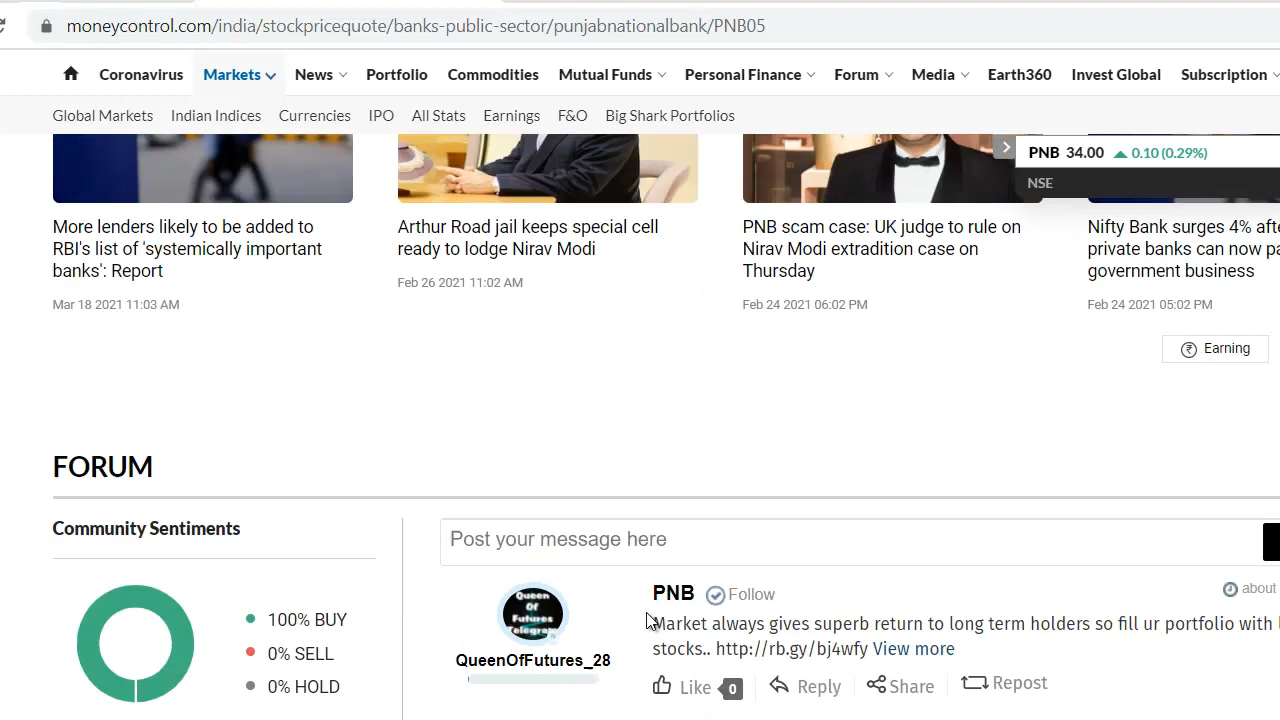 moneycontrol.com/india/stockpricequote/banks-public-sector/punjabnationalbank/PNB05
Coronavirus Markets News Portfolio Commodities Mutual Funds Personal Finance Forum Media Earth360 Invest Global Subscription
Global Markets Indian Indices Currencies IPO All Stats Earnings F&O Big Shark Portfolios
PNB 34.00 0.10 (0.29%)
NSE
More lenders likely to be added to
RBI's list of 'systemically important
banks': Report
Mar 18 2021 11:03 AM
Arthur Road jail keeps special cell
ready to lodge Nirav Modi
Feb 26 2021 11:02 AM
PNB scam case: UK judge to rule on
Nirav Modi extradition case on
Thursday
Feb 24 2021 06:02 PM
Nifty Bank surges 4% afte
private banks can now pa
government business
Feb 24 2021 05:02 PM
₹ Earning
FORUM
Community Sentiments
100% BUY
0% SELL
0% HOLD
Post your message here
Queen
Of
Futures
Telegram
QueenOfFutures_28
PNB Follow about
Market always gives superb return to long term holders so fill ur portfolio with
stocks.. http://rb.gy/bj4wfy View more
Like 0 Reply Share Repost